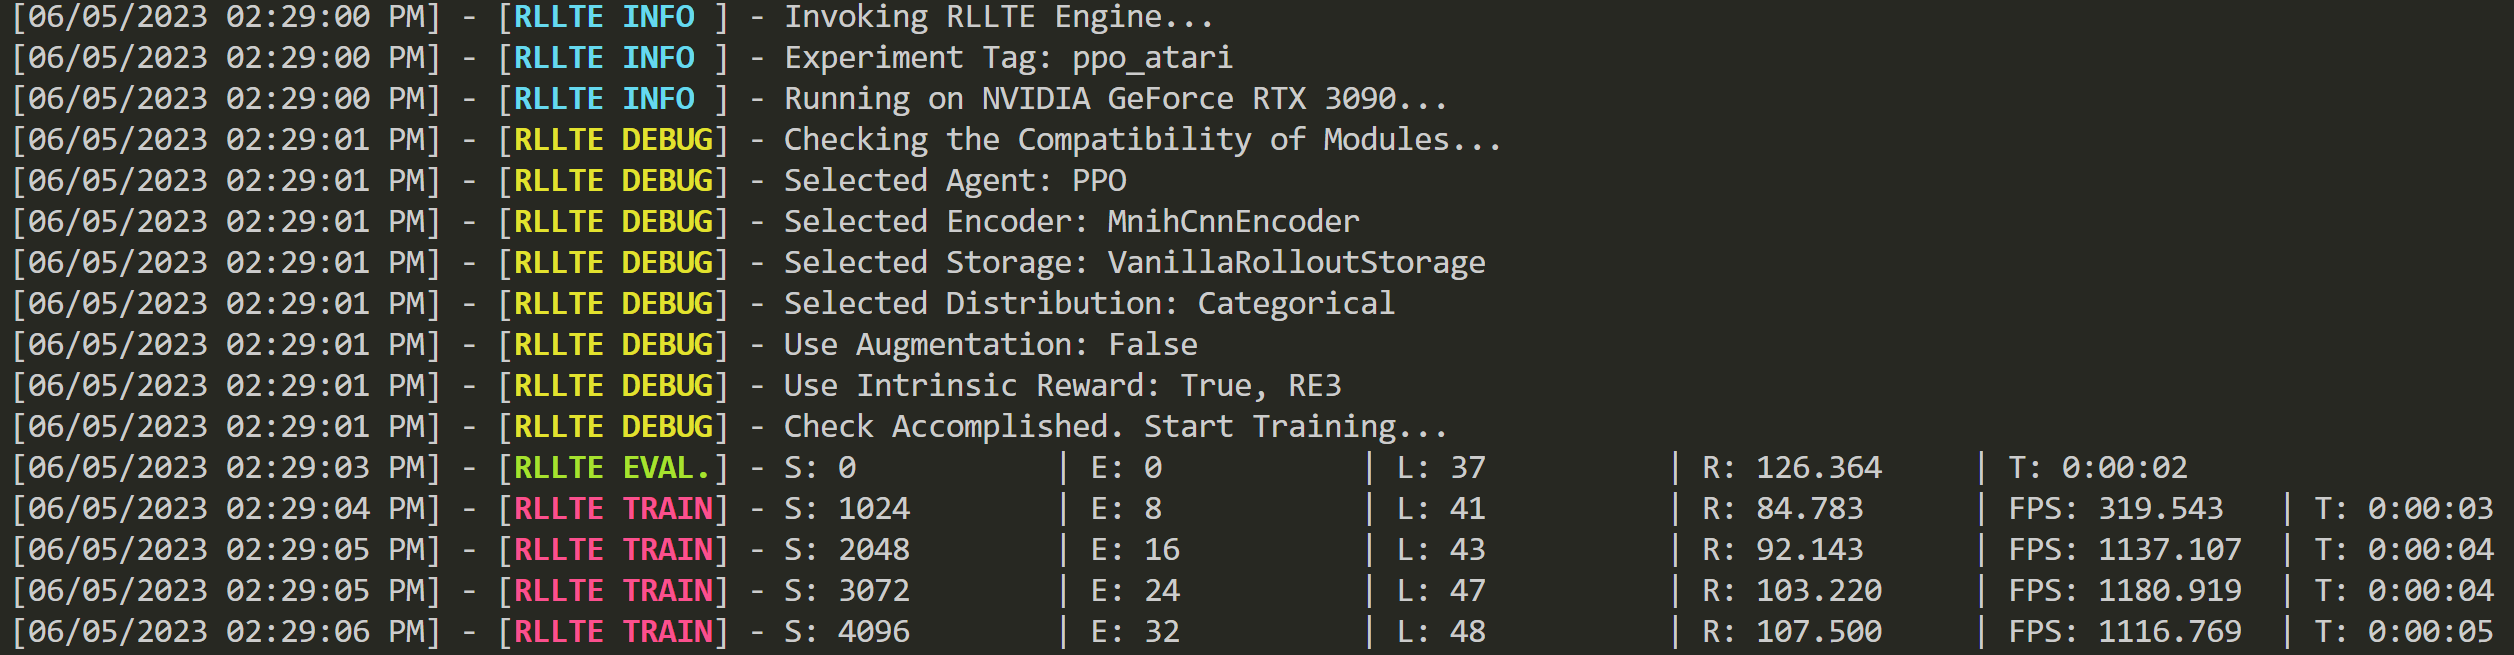 [06/05/2023 02:29:00 PM] - [RLLTE INFO ] - Invoking RLLTE Engine...
[06/05/2023 02:29:00 PM] - [RLLTE INFO ] - Experiment Tag: ppo_atari
[06/05/2023 02:29:00 PM] - [RLLTE INFO ] - Running on NVIDIA GeForce RTX 3090...
[06/05/2023 02:29:01 PM] - [RLLTE DEBUG] - Checking the Compatibility of Modules...
[06/05/2023 02:29:01 PM] - [RLLTE DEBUG] - Selected Agent: PPO
[06/05/2023 02:29:01 PM] - [RLLTE DEBUG] - Selected Encoder: MnihCnnEncoder
[06/05/2023 02:29:01 PM] - [RLLTE DEBUG] - Selected Storage: VanillaRolloutStorage
[06/05/2023 02:29:01 PM] - [RLLTE DEBUG] - Selected Distribution: Categorical
[06/05/2023 02:29:01 PM] - [RLLTE DEBUG] - Use Augmentation: False
[06/05/2023 02:29:01 PM] - [RLLTE DEBUG] - Use Intrinsic Reward: True, RE3
[06/05/2023 02:29:01 PM] - [RLLTE DEBUG] - Check Accomplished. Start Training...
[06/05/2023 02:29:03 PM] - [RLLTE EVAL.] - S: 0 | E: 0 | L: 37 | R: 126.364 | T: 0:00:02
[06/05/2023 02:29:04 PM] - [RLLTE TRAIN] - S: 1024 | E: 8 | L: 41 | R: 84.783 | FPS: 319.543 | T: 0:00:03
[06/05/2023 02:29:05 PM] - [RLLTE TRAIN] - S: 2048 | E: 16 | L: 43 | R: 92.143 | FPS: 1137.107 | T: 0:00:04
[06/05/2023 02:29:05 PM] - [RLLTE TRAIN] - S: 3072 | E: 24 | L: 47 | R: 103.220 | FPS: 1180.919 | T: 0:00:04
[06/05/2023 02:29:06 PM] - [RLLTE TRAIN] - S: 4096 | E: 32 | L: 48 | R: 107.500 | FPS: 1116.769 | T: 0:00:05